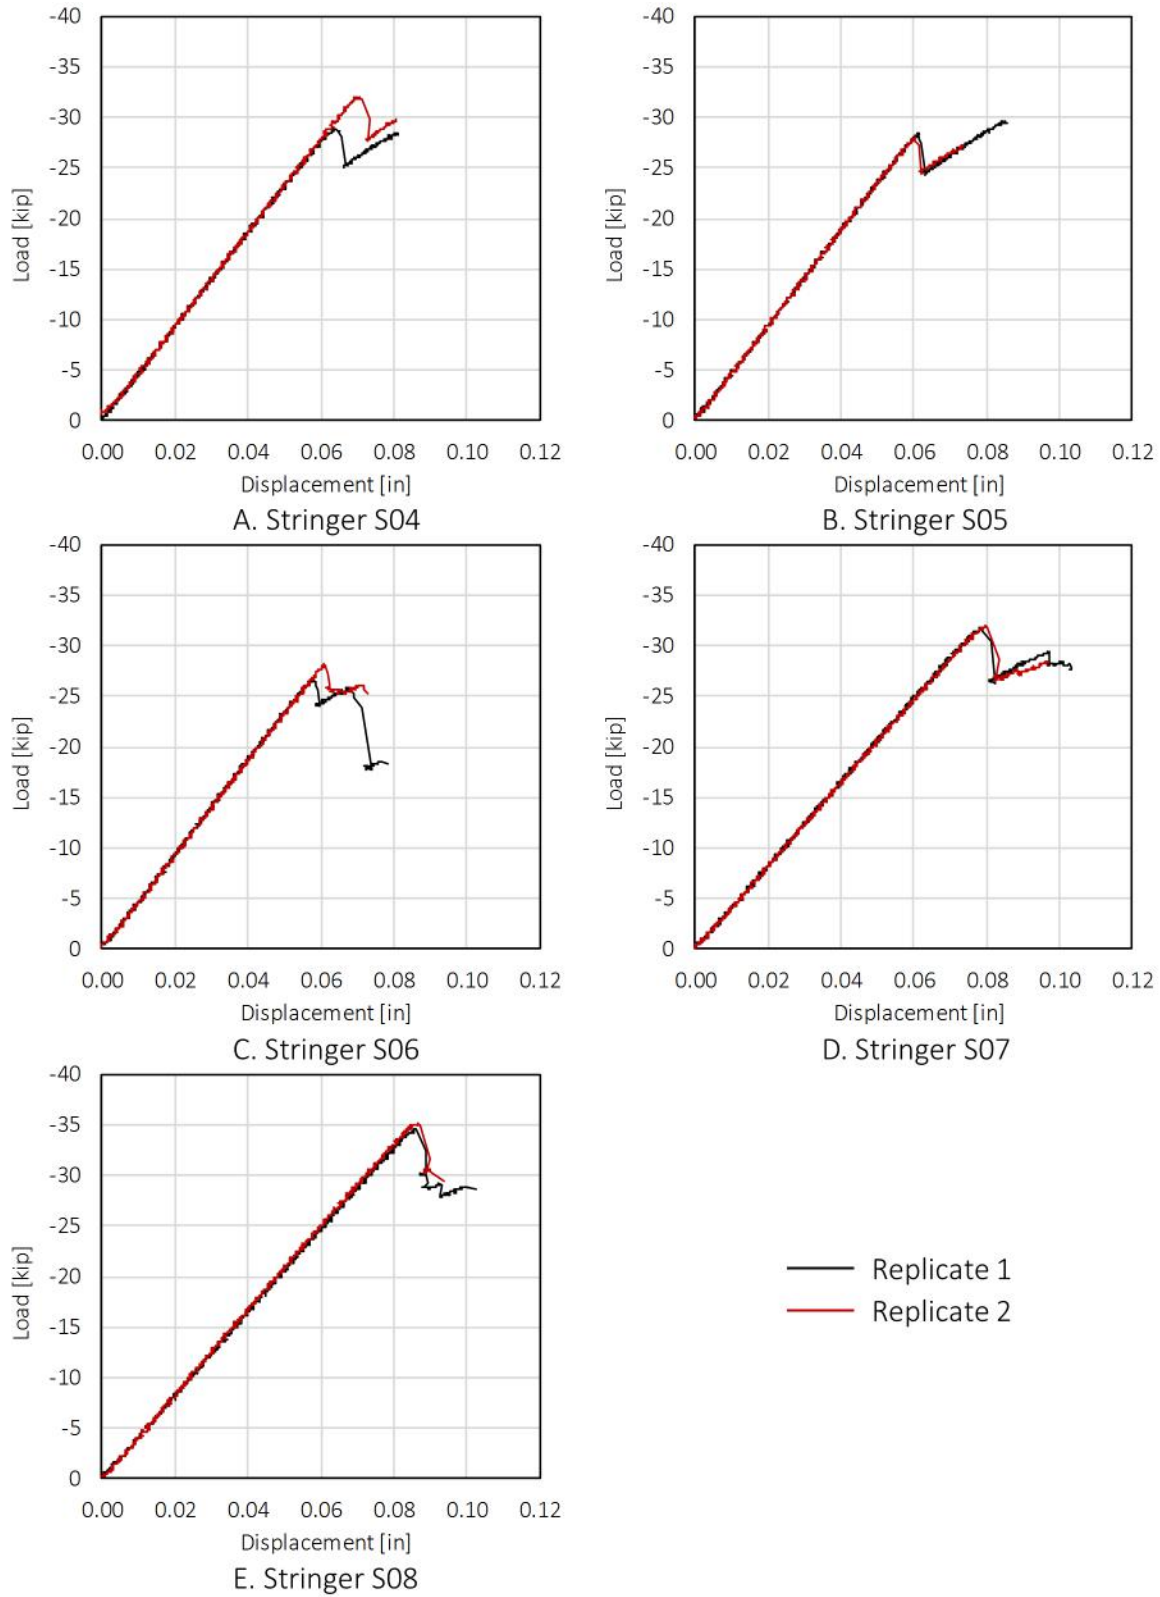 -40
-35
-30
-25
-20
-15
-10
-5
0
Load [kip]
0.00 0.02 0.04 0.06 0.08 0.10 0.12
Displacement [in]
A. Stringer S04
-40
-35
-30
-25
-20
-15
-10
-5
0
Load [kip]
0.00 0.02 0.04 0.06 0.08 0.10 0.12
Displacement [in]
B. Stringer S05
-40
-35
-30
-25
-20
-15
-10
-5
0
Load [kip]
0.00 0.02 0.04 0.06 0.08 0.10 0.12
Displacement [in]
C. Stringer S06
-40
-35
-30
-25
-20
-15
-10
-5
0
Load [kip]
0.00 0.02 0.04 0.06 0.08 0.10 0.12
Displacement [in]
D. Stringer S07
-40
-35
-30
-25
-20
-15
-10
-5
0
Load [kip]
0.00 0.02 0.04 0.06 0.08 0.10 0.12
Displacement [in]
E. Stringer S08
Replicate 1
Replicate 2